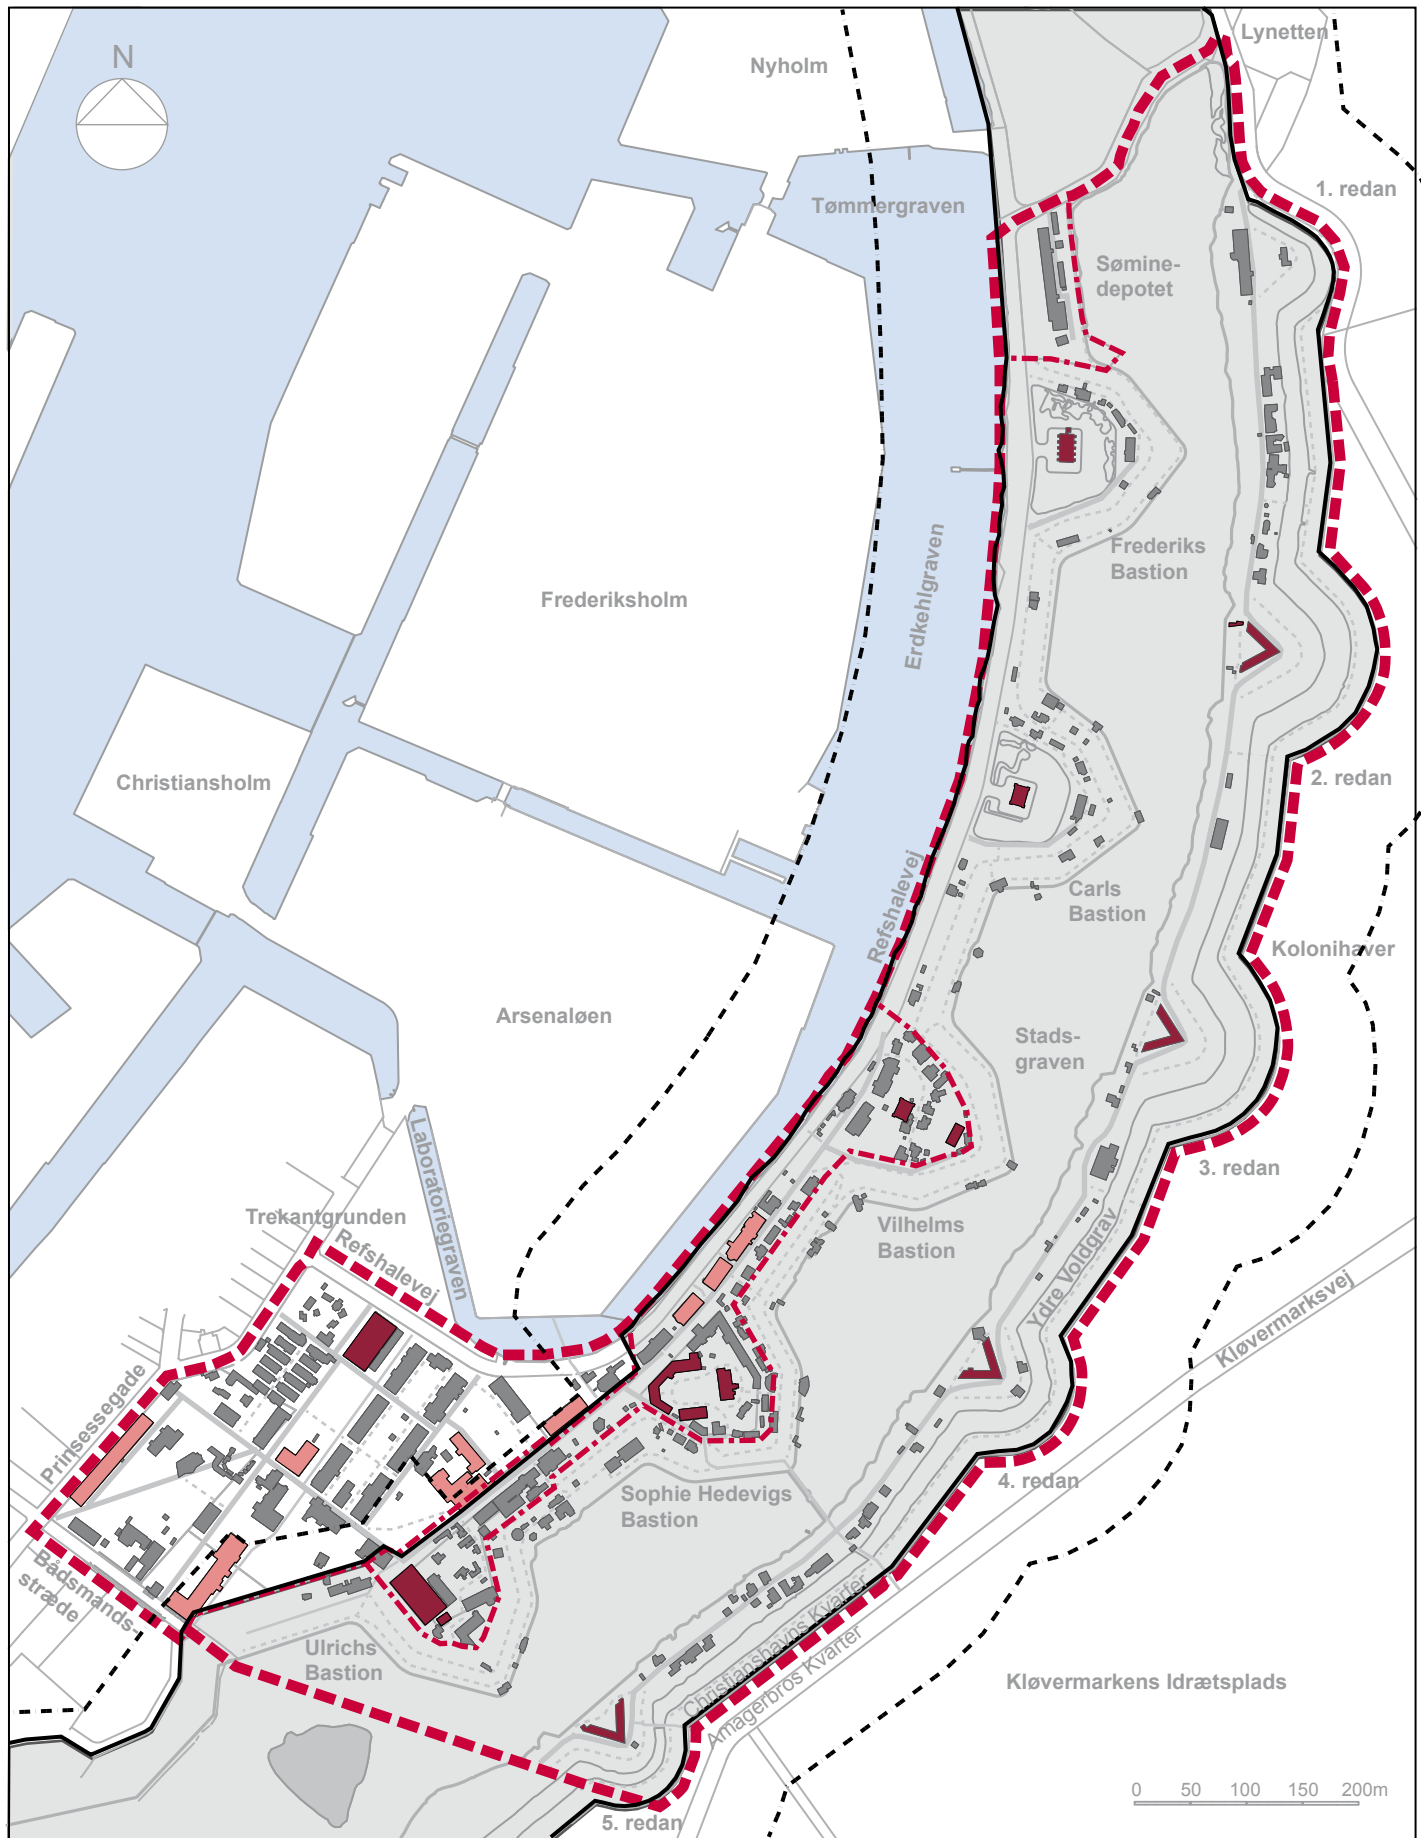 N
Lynetten
Nyholm
1. redan
Tømmergraven
Sømine-
depotet
Frederiks
Bastion
Frederiksholm
Erdkehlgraven
Christiansholm
2. redan
Refshalevej
Carls
Bastion
Kolonihaver
Arsenaløen
Stads-
graven
Laboratoriegraven
3. redan
Trekantgrunden
Refshalevej
Vilhelms
Bastion
Ydre Voldgrav
Kløvermarksvej
Prinsessegade
4. redan
Sophie Hedevigs
Bastion
Bådsmands-
stræde
Ulrichs
Bastion
Christianshavns Kvarter
Amagerbros Kvarter
Kløvermarkens Idrætsplads
0 50 100 150 200m
5. redan